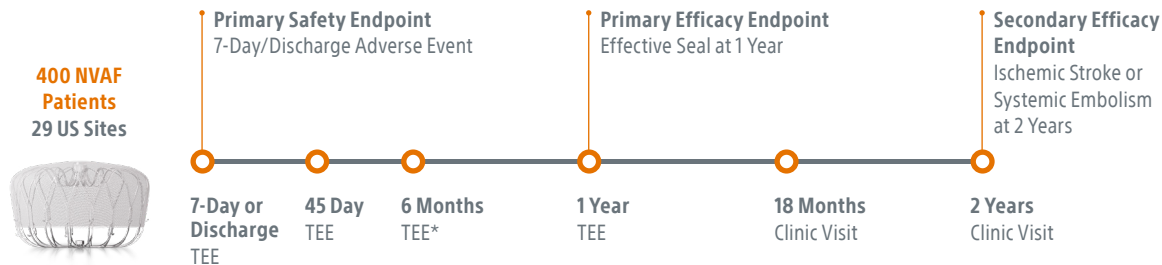 400 NVAF
Patients
29 US Sites
Primary Safety Endpoint
7-Day/Discharge Adverse Event
Primary Efficacy Endpoint
Effective Seal at 1 Year
Secondary Efficacy
Endpoint
Ischemic Stroke or
Systemic Embolism
at 2 Years
7-Day or
Discharge
TEE
45 Day
TEE
6 Months
TEE*
1 Year
TEE
18 Months
Clinic Visit
2 Years
Clinic Visit